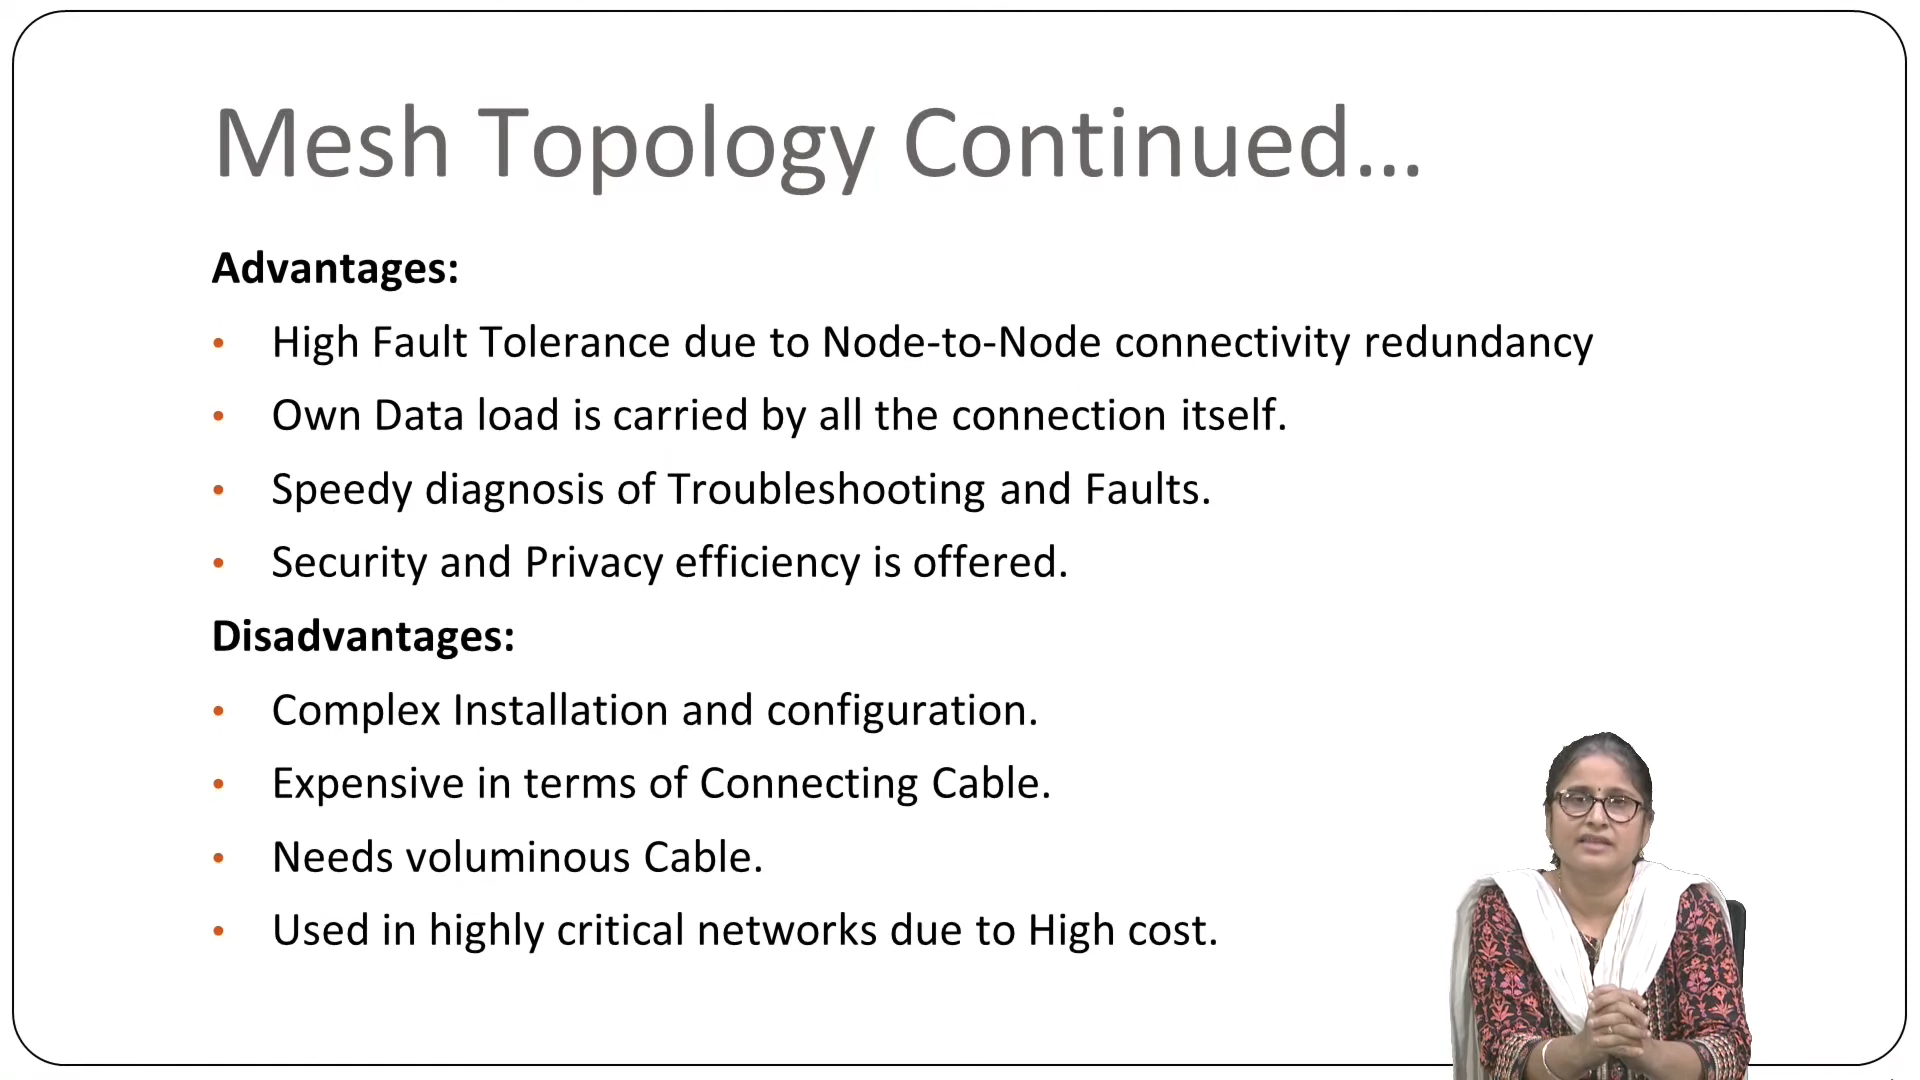 Mesh Topology Continued...
Advantages:
• High Fault Tolerance due to Node-to-Node connectivity redundancy
• Own Data load is carried by all the connection itself.
• Speedy diagnosis of Troubleshooting and Faults.
• Security and Privacy efficiency is offered.
Disadvantages:
• Complex Installation and configuration.
• Expensive in terms of Connecting Cable.
• Needs voluminous Cable.
• Used in highly critical networks due to High cost.